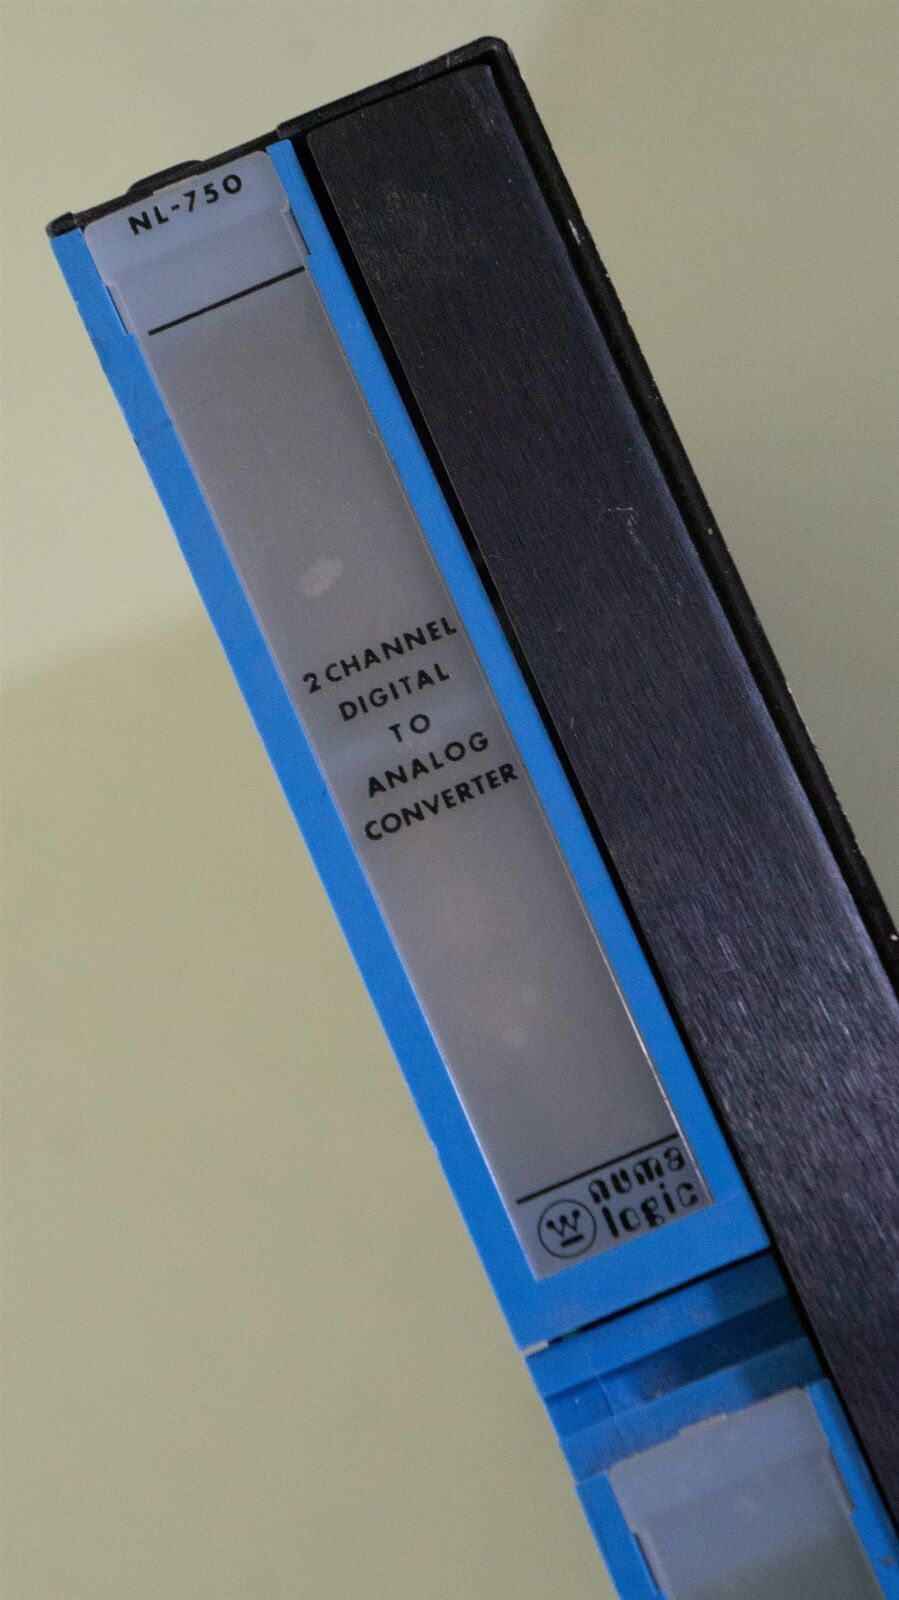 NL-750
2 CHANNEL
DIGITAL
TO
ANALOG
CONVERTER
W numa
logic